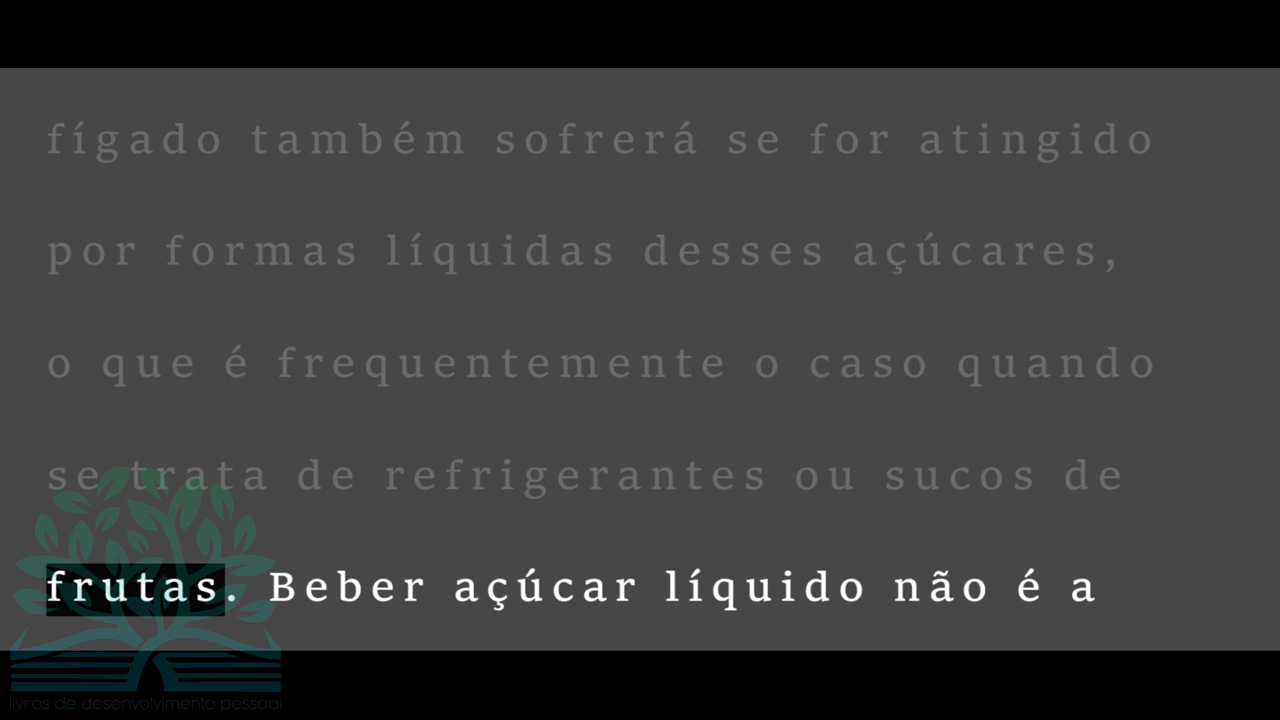 fígado também sofrerá se for atingido
por formas líquidas desses açúcares,
o que é frequentemente o caso quando
se trata de refrigerantes ou sucos de
frutas. Beber açúcar líquido não é a
livros de desenvolvimento pessoal